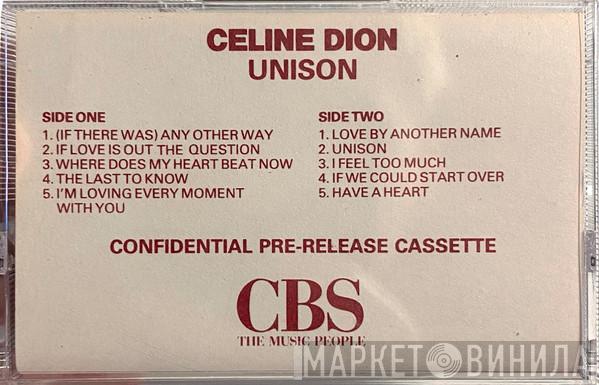 CELINE DION
UNISON
SIDE ONE
1. (IF THERE WAS) ANY OTHER WAY
2. IF LOVE IS OUT THE QUESTION
3. WHERE DOES MY HEART BEAT NOW
4. THE LAST TO KNOW
5. I'M LOVING EVERY MOMENT
WITH YOU
SIDE TWO
1. LOVE BY ANOTHER NAME
2. UNISON
3. I FEEL TOO MUCH
4. IF WE COULD START OVER
5. HAVE A HEART
CONFIDENTIAL PRE-RELEASE CASSETTE
CBS
THE MUSIC PEOPLE
МАРКЕТ ВИНИЛА